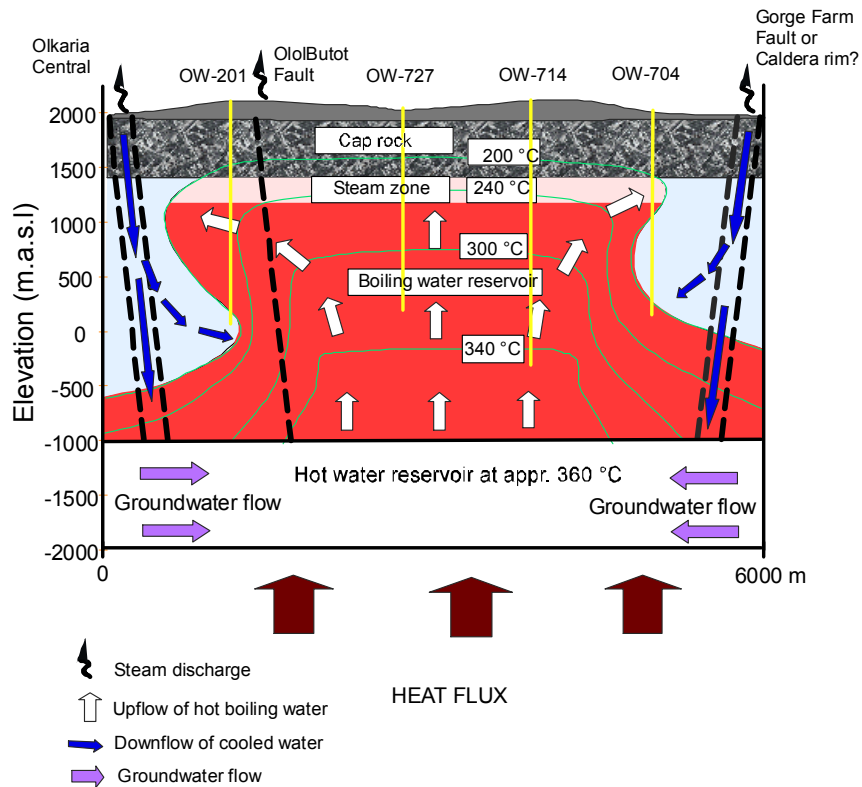 Olkaria
Central
OW-201
OlolButot
Fault
OW-727
OW-714
OW-704
Gorge Farm
Fault or
Caldera rim?
Elevation (m.a.s.l)
2000
1500
1000
500
0
-500
-1000
-1500
-2000
Cap rock
200 °C
Steam zone
240 °C
300 °C
Boiling water reservoir
340 °C
Hot water reservoir at appr. 360 °C
Groundwater flow
Groundwater flow
0
6000 m
HEAT FLUX
Steam discharge
Upflow of hot boiling water
Downflow of cooled water
Groundwater flow